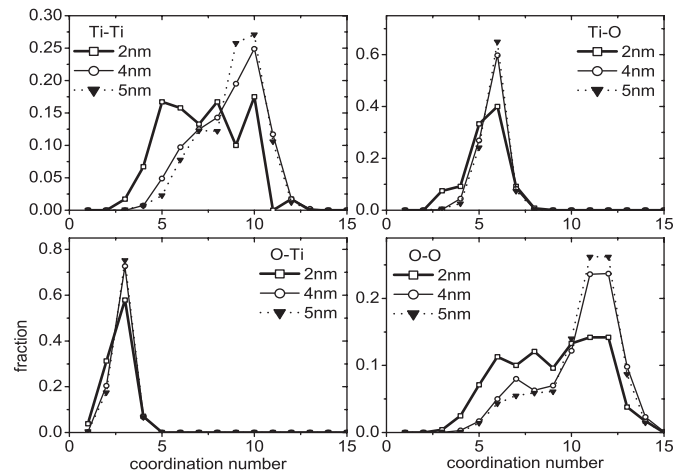 Ti-Ti
2nm
4nm
5nm
0.30
0.25
0.20
0.15
0.10
0.05
0.00
0 5 10 15
Ti-O
2nm
4nm
5nm
0.6
0.4
0.2
0.0
0 5 10 15
O-Ti
2nm
4nm
5nm
0.8
0.6
0.4
0.2
0.0
fraction
0 5 10 15
coordination number
O-O
2nm
4nm
5nm
0.2
0.1
0
0 5 10 15
coordination number